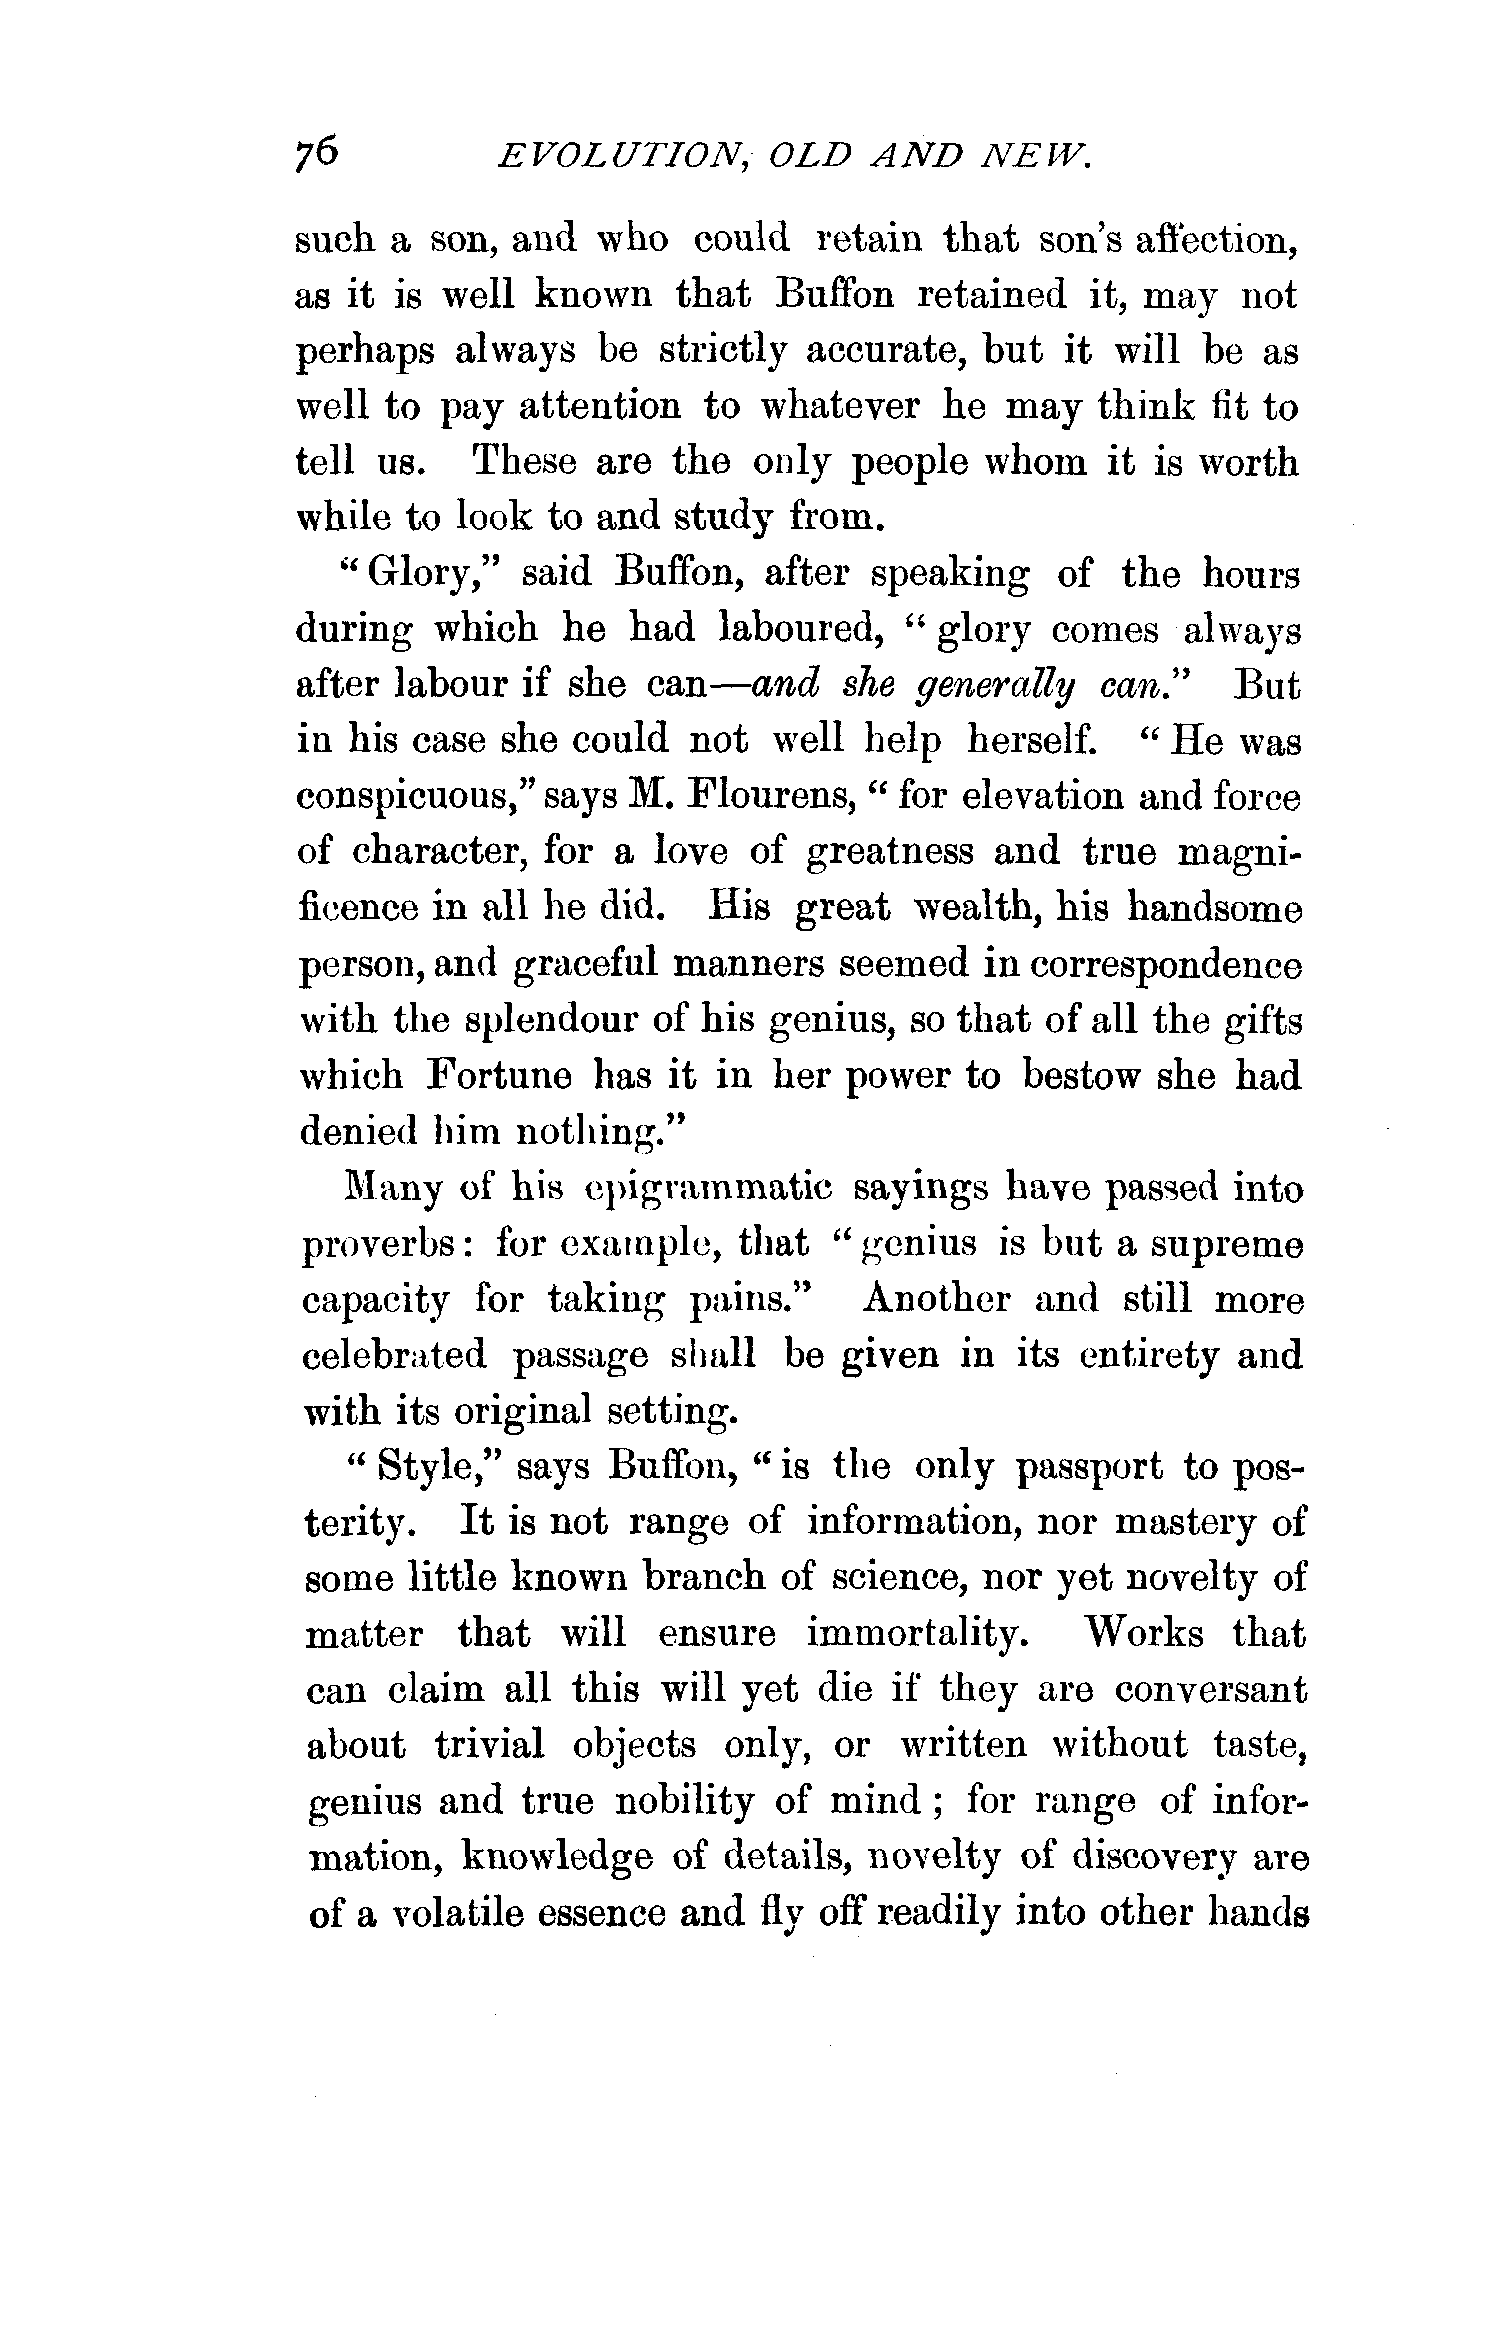 76 EVOLUTION, OLD AND NEW.
such a son, and who could retain that son's affection,
as it is well known that Buffon retained it, may not
perhaps always be strictly accurate, but it will be as
well to pay attention to whatever he may think fit to
tell us. These are the only people whom it is worth
while to look to and study from.
“Glory,” said Buffon, after speaking of the hours
during which he had laboured, “glory comes always
after labour if she can—and she generally can.” But
in his case she could not well help herself. “He was
conspicuous,” says M. Flourens, “for elevation and force
of character, for a love of greatness and true magni-
ficence in all he did. His great wealth, his handsome
person, and graceful manners seemed in correspondence
with the splendour of his genius, so that of all the gifts
which Fortune has it in her power to bestow she had
denied him nothing.”
Many of his epigrammatic sayings have passed into
proverbs: for example, that “genius is but a supreme
capacity for taking pains.” Another and still more
celebrated passage shall be given in its entirety and
with its original setting.
“Style,” says Buffon, “is the only passport to pos-
terity. It is not range of information, nor mastery of
some little known branch of science, nor yet novelty of
matter that will ensure immortality. Works that
can claim all this will yet die if they are conversant
about trivial objects only, or written without taste,
genius and true nobility of mind; for range of infor-
mation, knowledge of details, novelty of discovery are
of a volatile essence and fly off readily into other hands